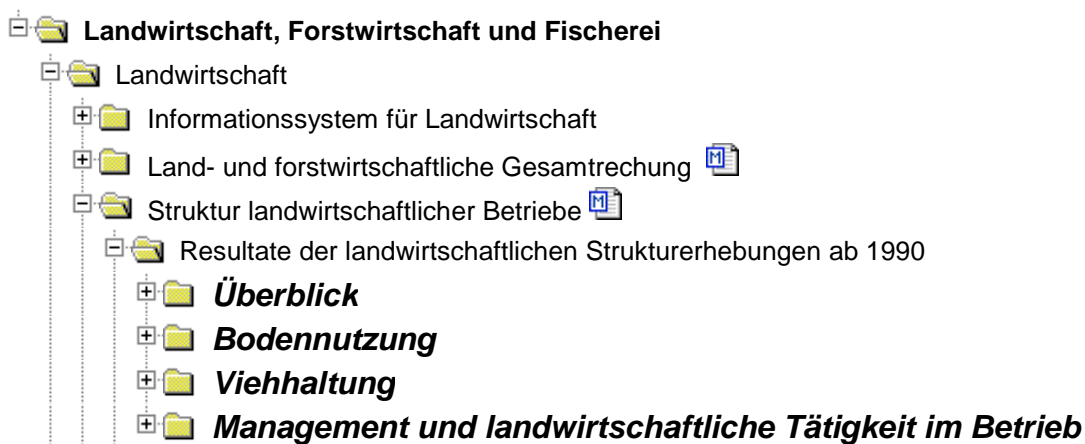 Landwirtschaft, Forstwirtschaft und Fischerei
Landwirtschaft
Informationssystem für Landwirtschaft
Land- und forstwirtschaftliche Gesamtrechung M
Struktur landwirtschaftlicher Betriebe M
Resultate der landwirtschaftlichen Strukturerhebungen ab 1990
Überblick
Bodennutzung
Viehhaltung
Management und landwirtschaftliche Tätigkeit im Betrieb